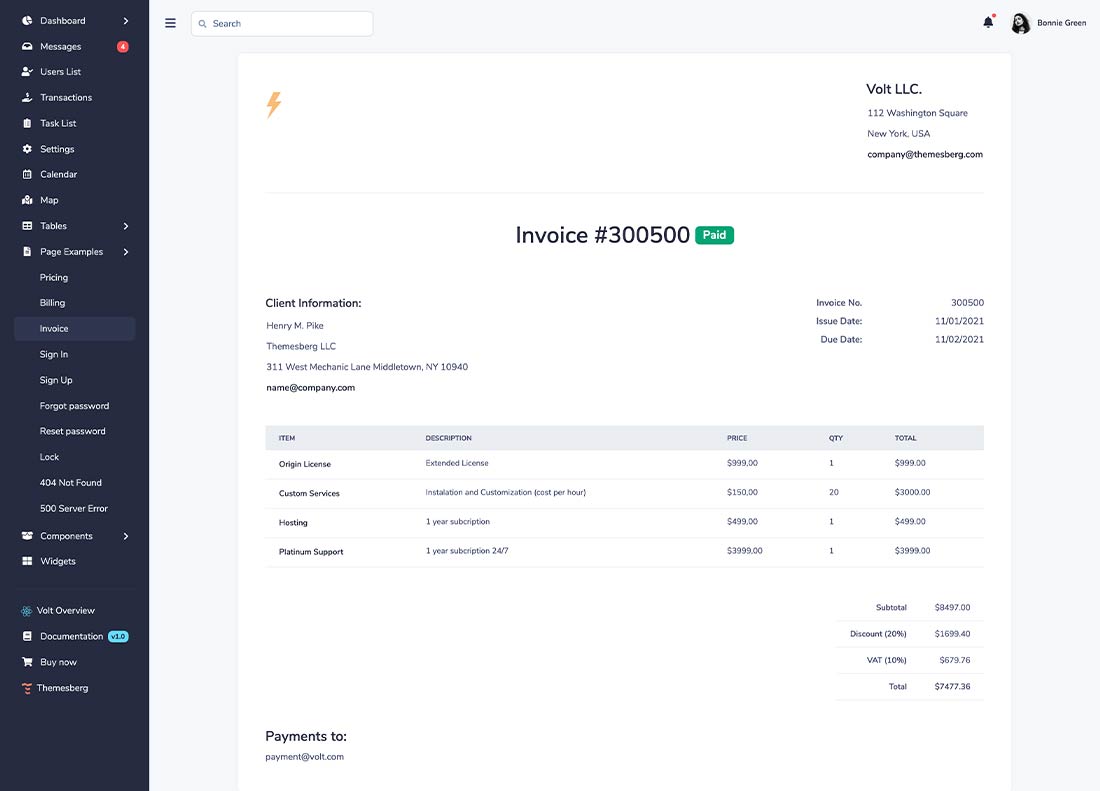 Dashboard
Messages 4
Users List
Transactions
Task List
Settings
Calendar
Map
Tables
Page Examples
Pricing
Billing
Invoice
Sign In
Sign Up
Forgot password
Reset password
Lock
404 Not Found
500 Server Error
Components
Widgets
Volt Overview
Documentation v1.0
Buy now
Themesberg
Search
Bonnie Green
Volt LLC.
112 Washington Square
New York, USA
company@themesberg.com
Invoice #300500 Paid
Client Information:
Henry M. Pike
Themesberg LLC
311 West Mechanic Lane Middletown, NY 10940
name@company.com
Invoice No. 300500
Issue Date: 11/01/2021
Due Date: 11/02/2021
ITEM DESCRIPTION PRICE QTY TOTAL
Origin License Extended License $999,00 1 $999.00
Custom Services Instalation and Customization (cost per hour) $150,00 20 $3000.00
Hosting 1 year subcription $499,00 1 $499.00
Platinum Support 1 year subcription 24/7 $3999,00 1 $3999.00
Subtotal $8497.00
Discount (20%) $1699.40
VAT (10%) $679.76
Total $7477.36
Payments to:
payment@volt.com